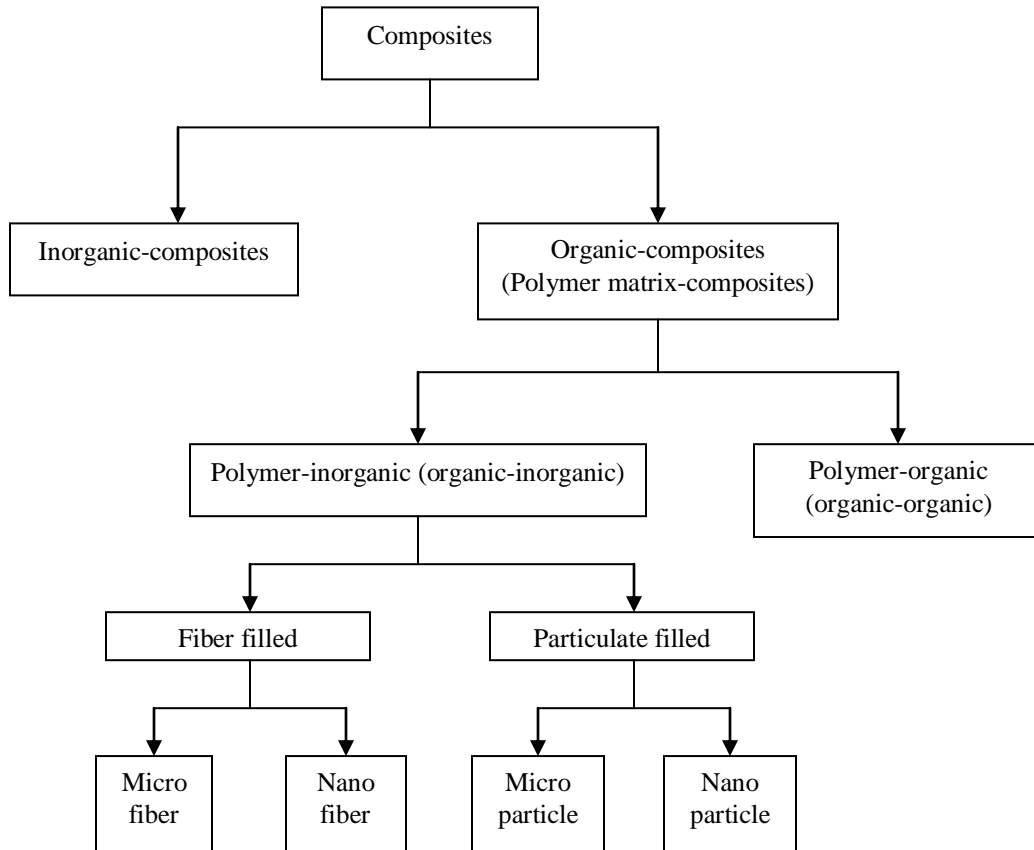 Composites
Inorganic-composites
Organic-composites
(Polymer matrix-composites)
Polymer-inorganic (organic-inorganic)
Polymer-organic
(organic-organic)
Fiber filled
Particulate filled
Micro
fiber
Nano
fiber
Micro
particle
Nano
particle